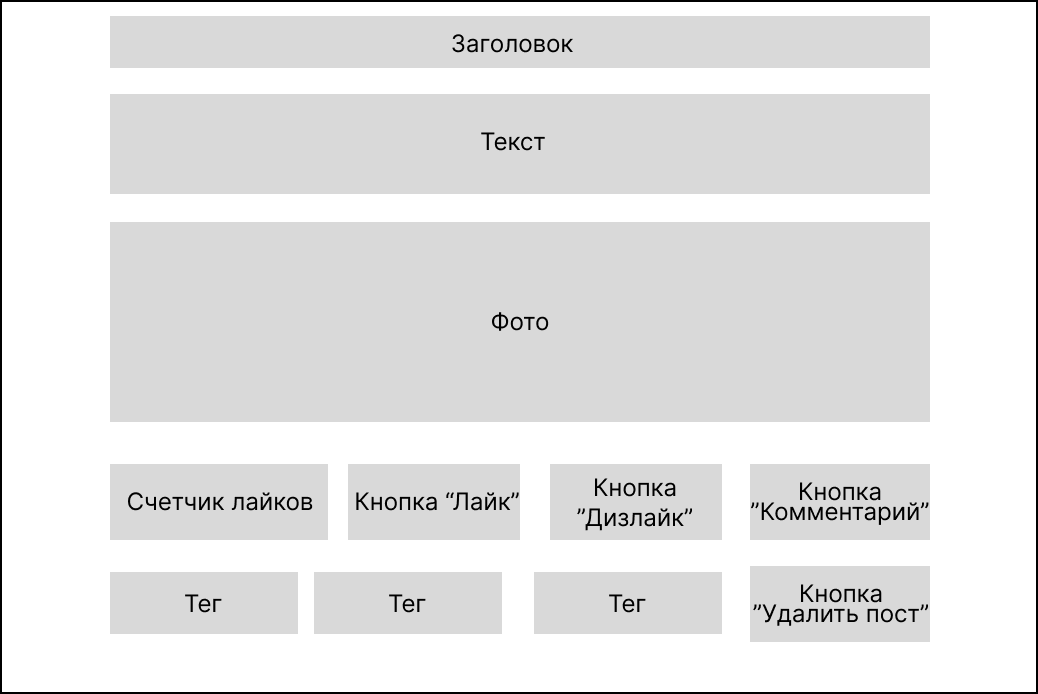 Заголовок
Текст
Фото
Счетчик лайков
Кнопка “Лайк”
Кнопка
”Дизлайк”
Кнопка
”Комментарий”
Тег
Тег
Тег
Кнопка
”Удалить пост”